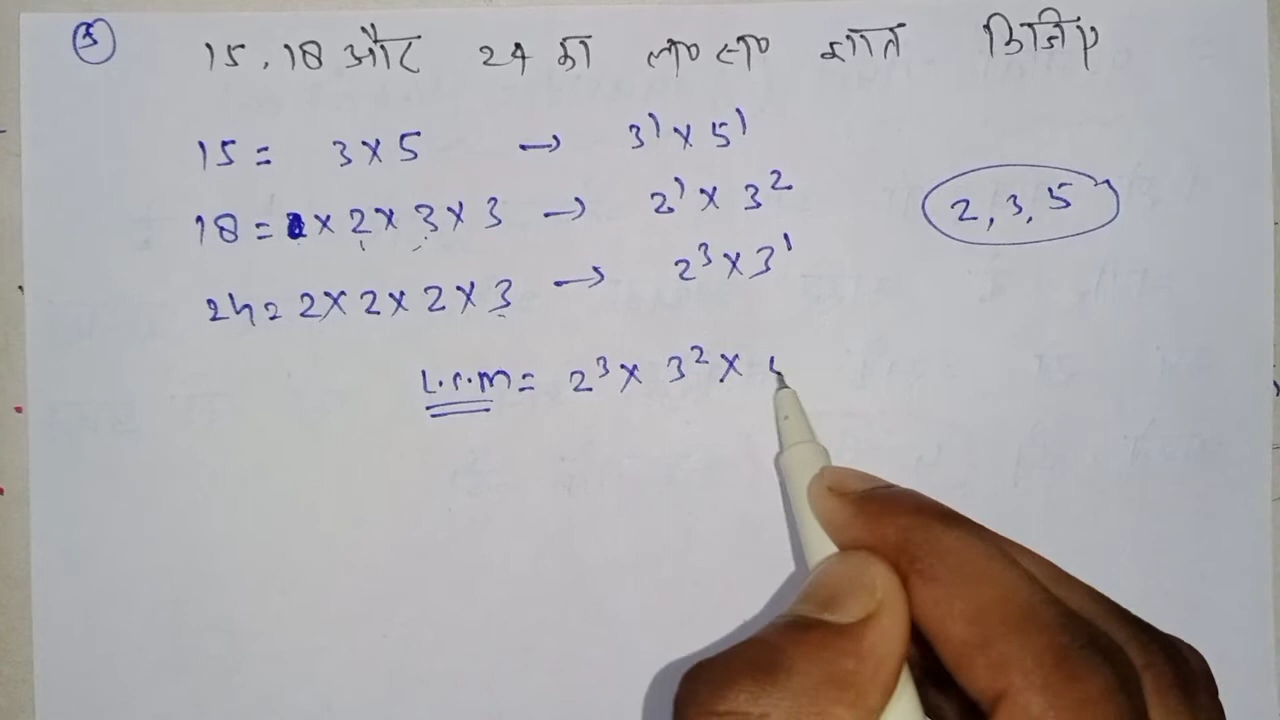 ③ 15, 18 और 24 का ल०स० ज्ञात किजिए
15 = 3 × 5 → 3¹ × 5¹
18 = 1 × 2 × 3 × 3 → 2¹ × 3²
2, 3, 5
24 = 2 × 2 × 2 × 3 → 2³ × 3¹
L.C.M = 2³ × 3² ×